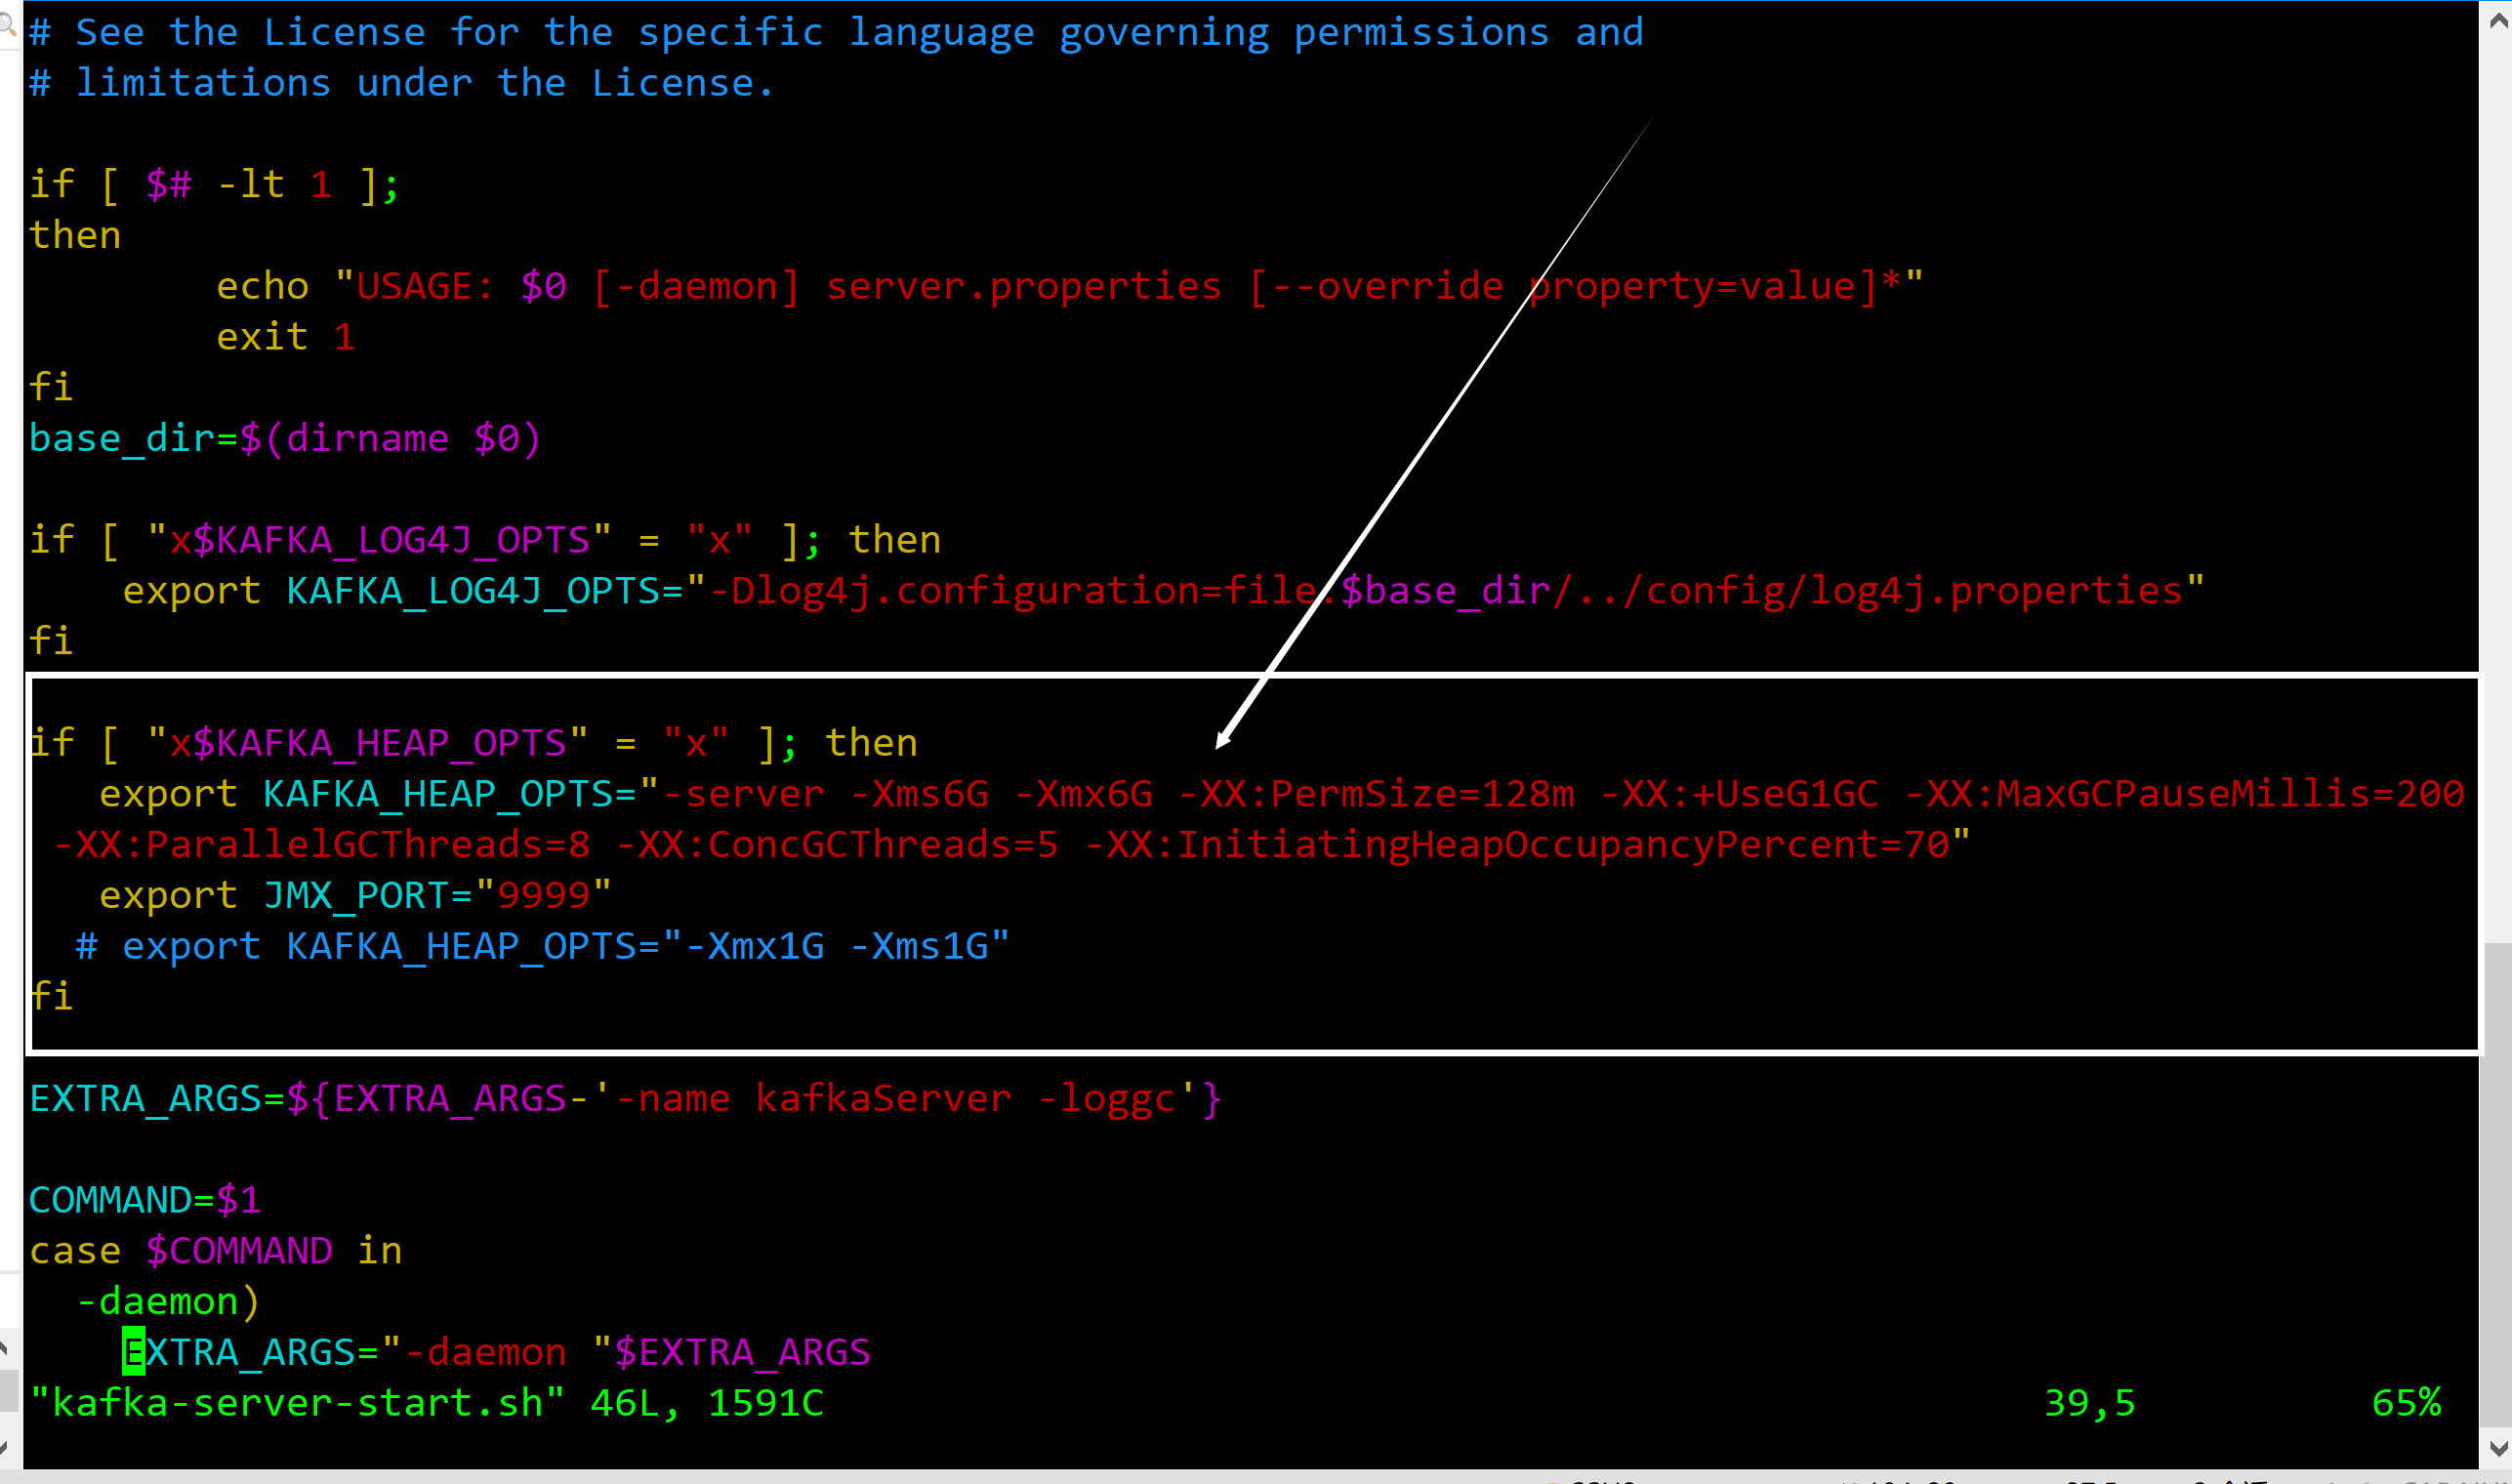 # See the License for the specific language governing permissions and
# limitations under the License.

if [ $# -lt 1 ];
then
        echo "USAGE: $0 [-daemon] server.properties [--override property=value]*"
        exit 1
fi
base_dir=$(dirname $0)

if [ "x$KAFKA_LOG4J_OPTS" = "x" ]; then
    export KAFKA_LOG4J_OPTS="-Dlog4j.configuration=file:$base_dir/../config/log4j.properties"
fi

if [ "x$KAFKA_HEAP_OPTS" = "x" ]; then
   export KAFKA_HEAP_OPTS="-server -Xms6G -Xmx6G -XX:PermSize=128m -XX:+UseG1GC -XX:MaxGCPauseMillis=200
 -XX:ParallelGCThreads=8 -XX:ConcGCThreads=5 -XX:InitiatingHeapOccupancyPercent=70"
   export JMX_PORT="9999"
  # export KAFKA_HEAP_OPTS="-Xmx1G -Xms1G"
fi

EXTRA_ARGS=${EXTRA_ARGS-'-name kafkaServer -loggc'}

COMMAND=$1
case $COMMAND in
  -daemon)
    EXTRA_ARGS="-daemon "$EXTRA_ARGS
"kafka-server-start.sh" 46L, 1591C 39,5 65%